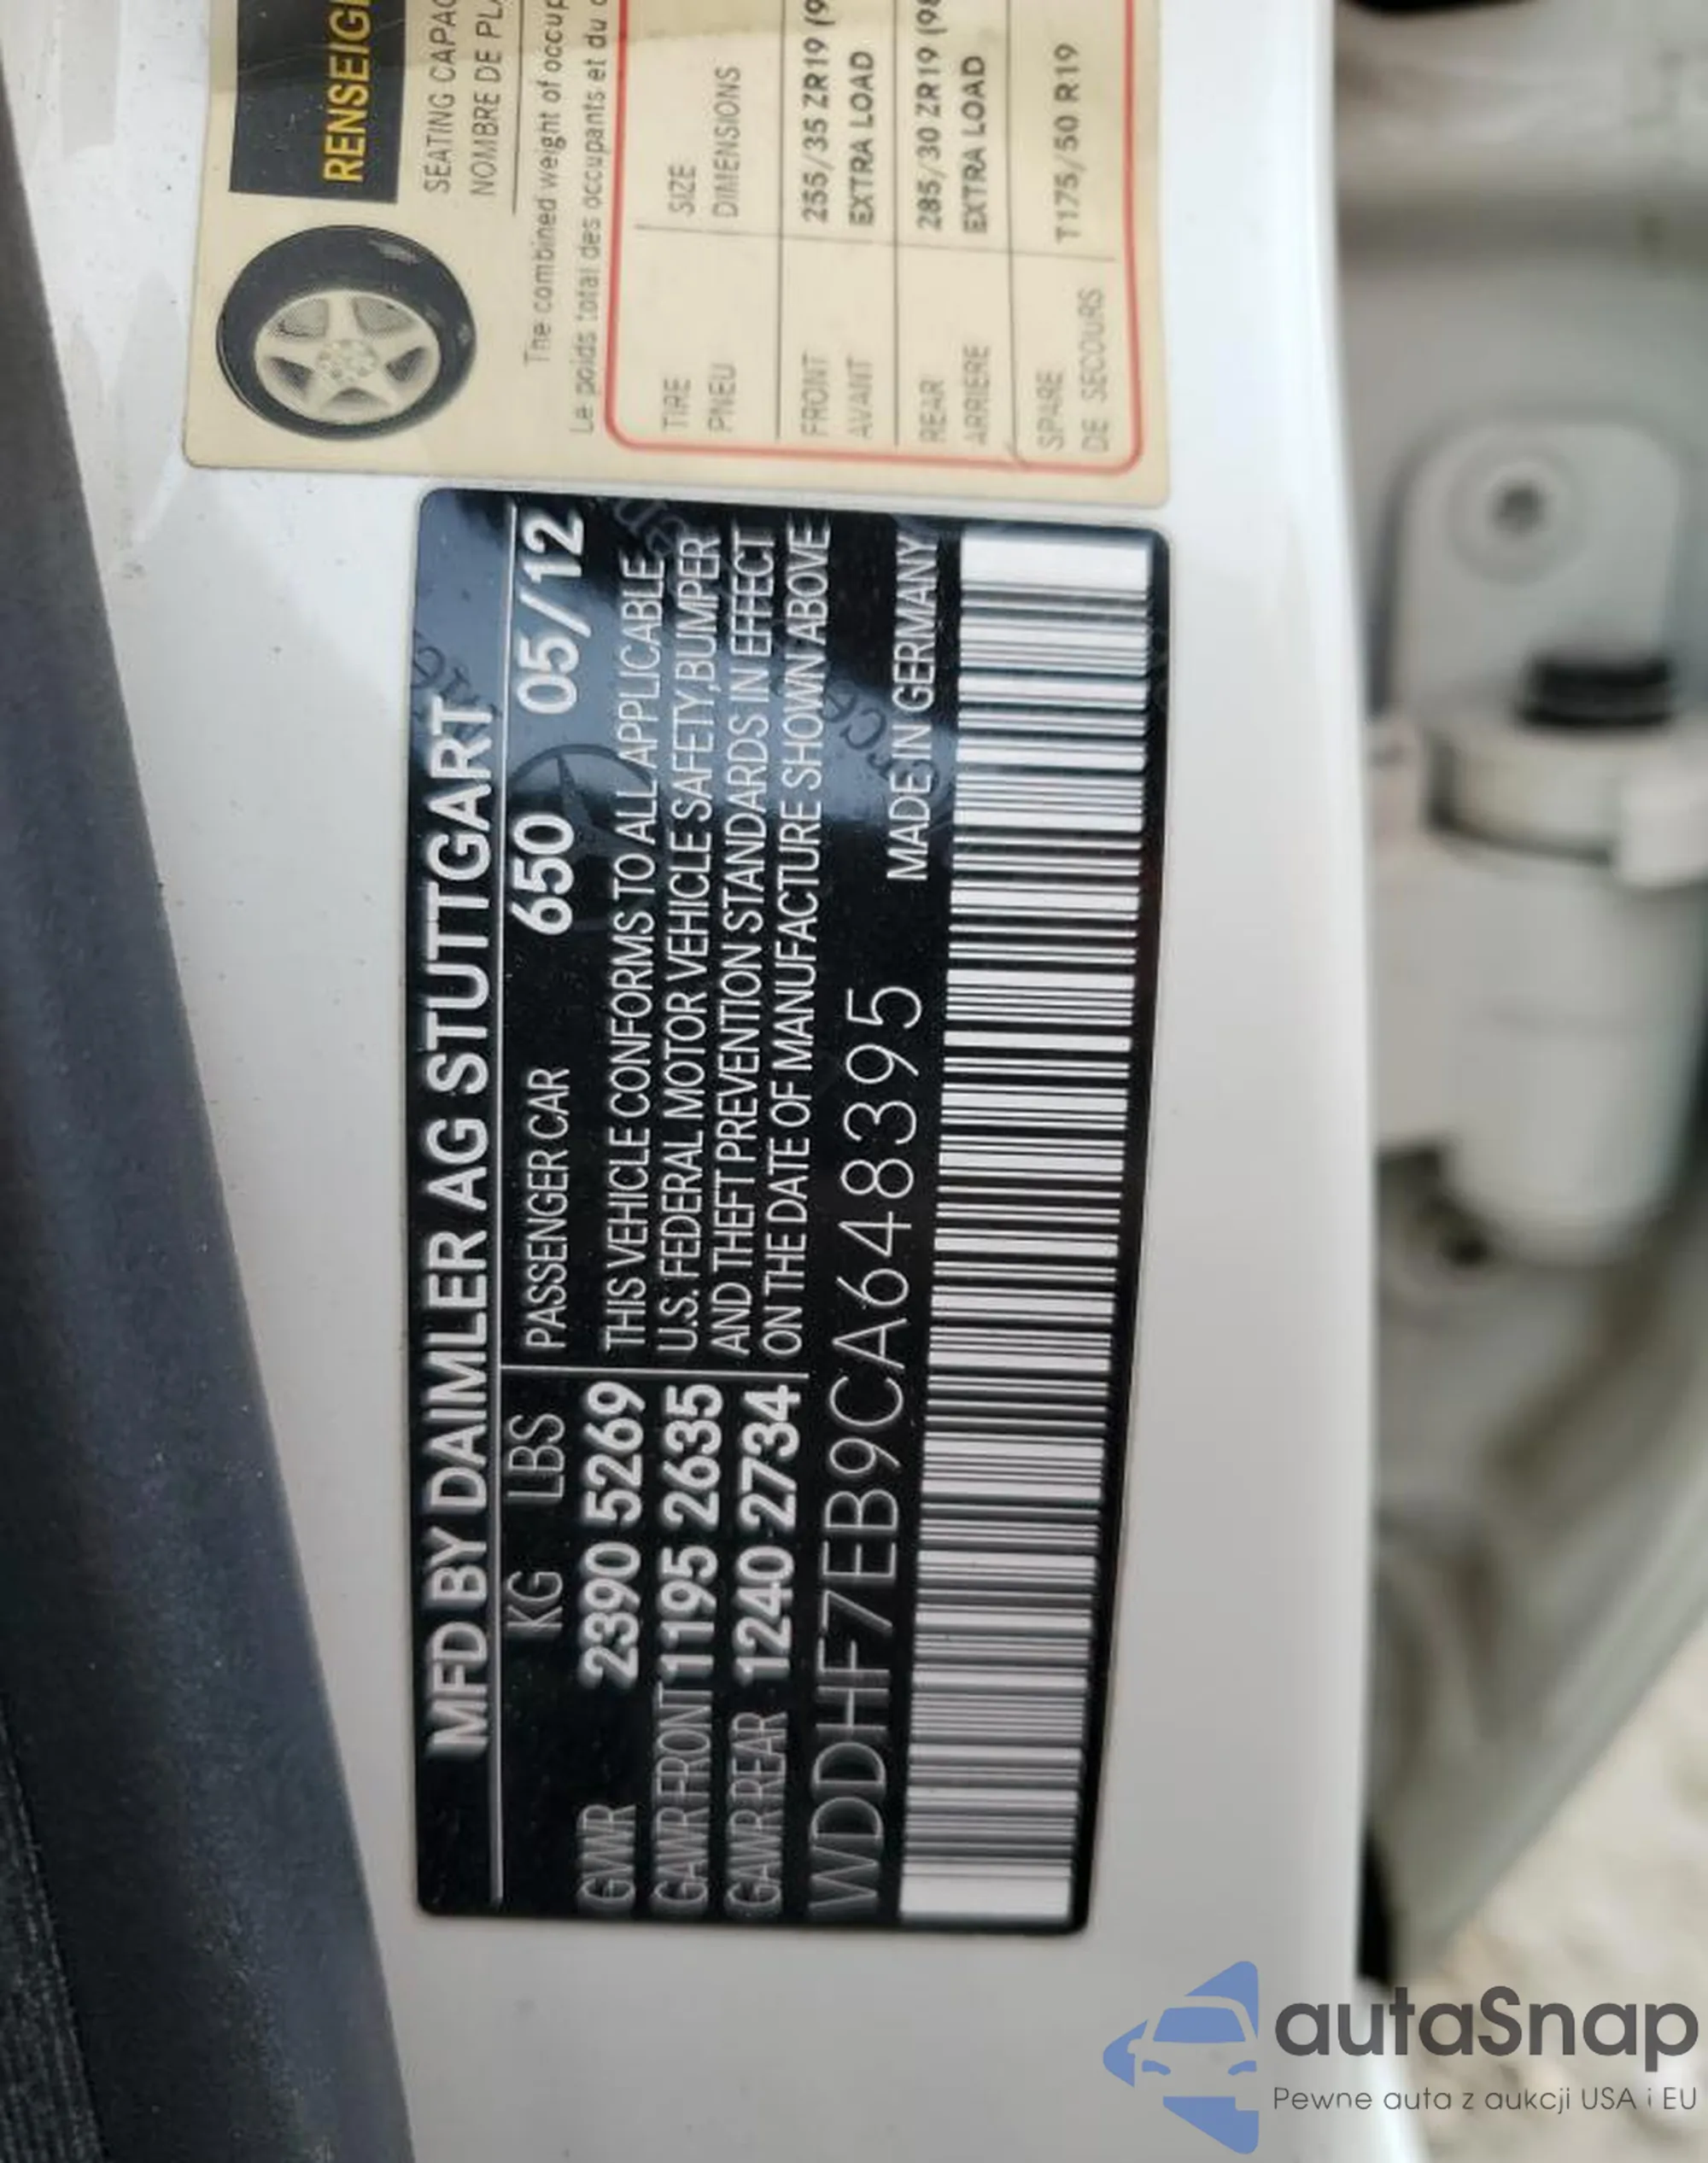 RENSEIG
SEATING CAPAC
NOMBRE DE PLA
The combined weight of occup
Le poids total des occupants et du c
TIRE SIZE
PNEU DIMENSIONS
FRONT 255/35 ZR19 (9
AVANT EXTRA LOAD
REAR 285/30 ZR19 (98
ARRIERE EXTRA LOAD
SPARE T175/50 R19
DE SECOURS
MFD BY DAIMLER AG STUTTGART
KG LBS PASSENGER CAR 650 05/12
GWR 2390 5269 THIS VEHICLE CONFORMS TO ALL APPLICABLE
GAWR FRONT 1195 2635 U.S. FEDERAL MOTOR VEHICLE SAFETY,BUMPER
GAWR REAR 1240 2734 AND THEFT PREVENTION STANDARDS IN EFFECT
ON THE DATE OF MANUFACTURE SHOWN ABOVE
WDDHF7EB9CA648395 MADE IN GERMANY
autaSnap
Pewne auta z aukcji USA i EU